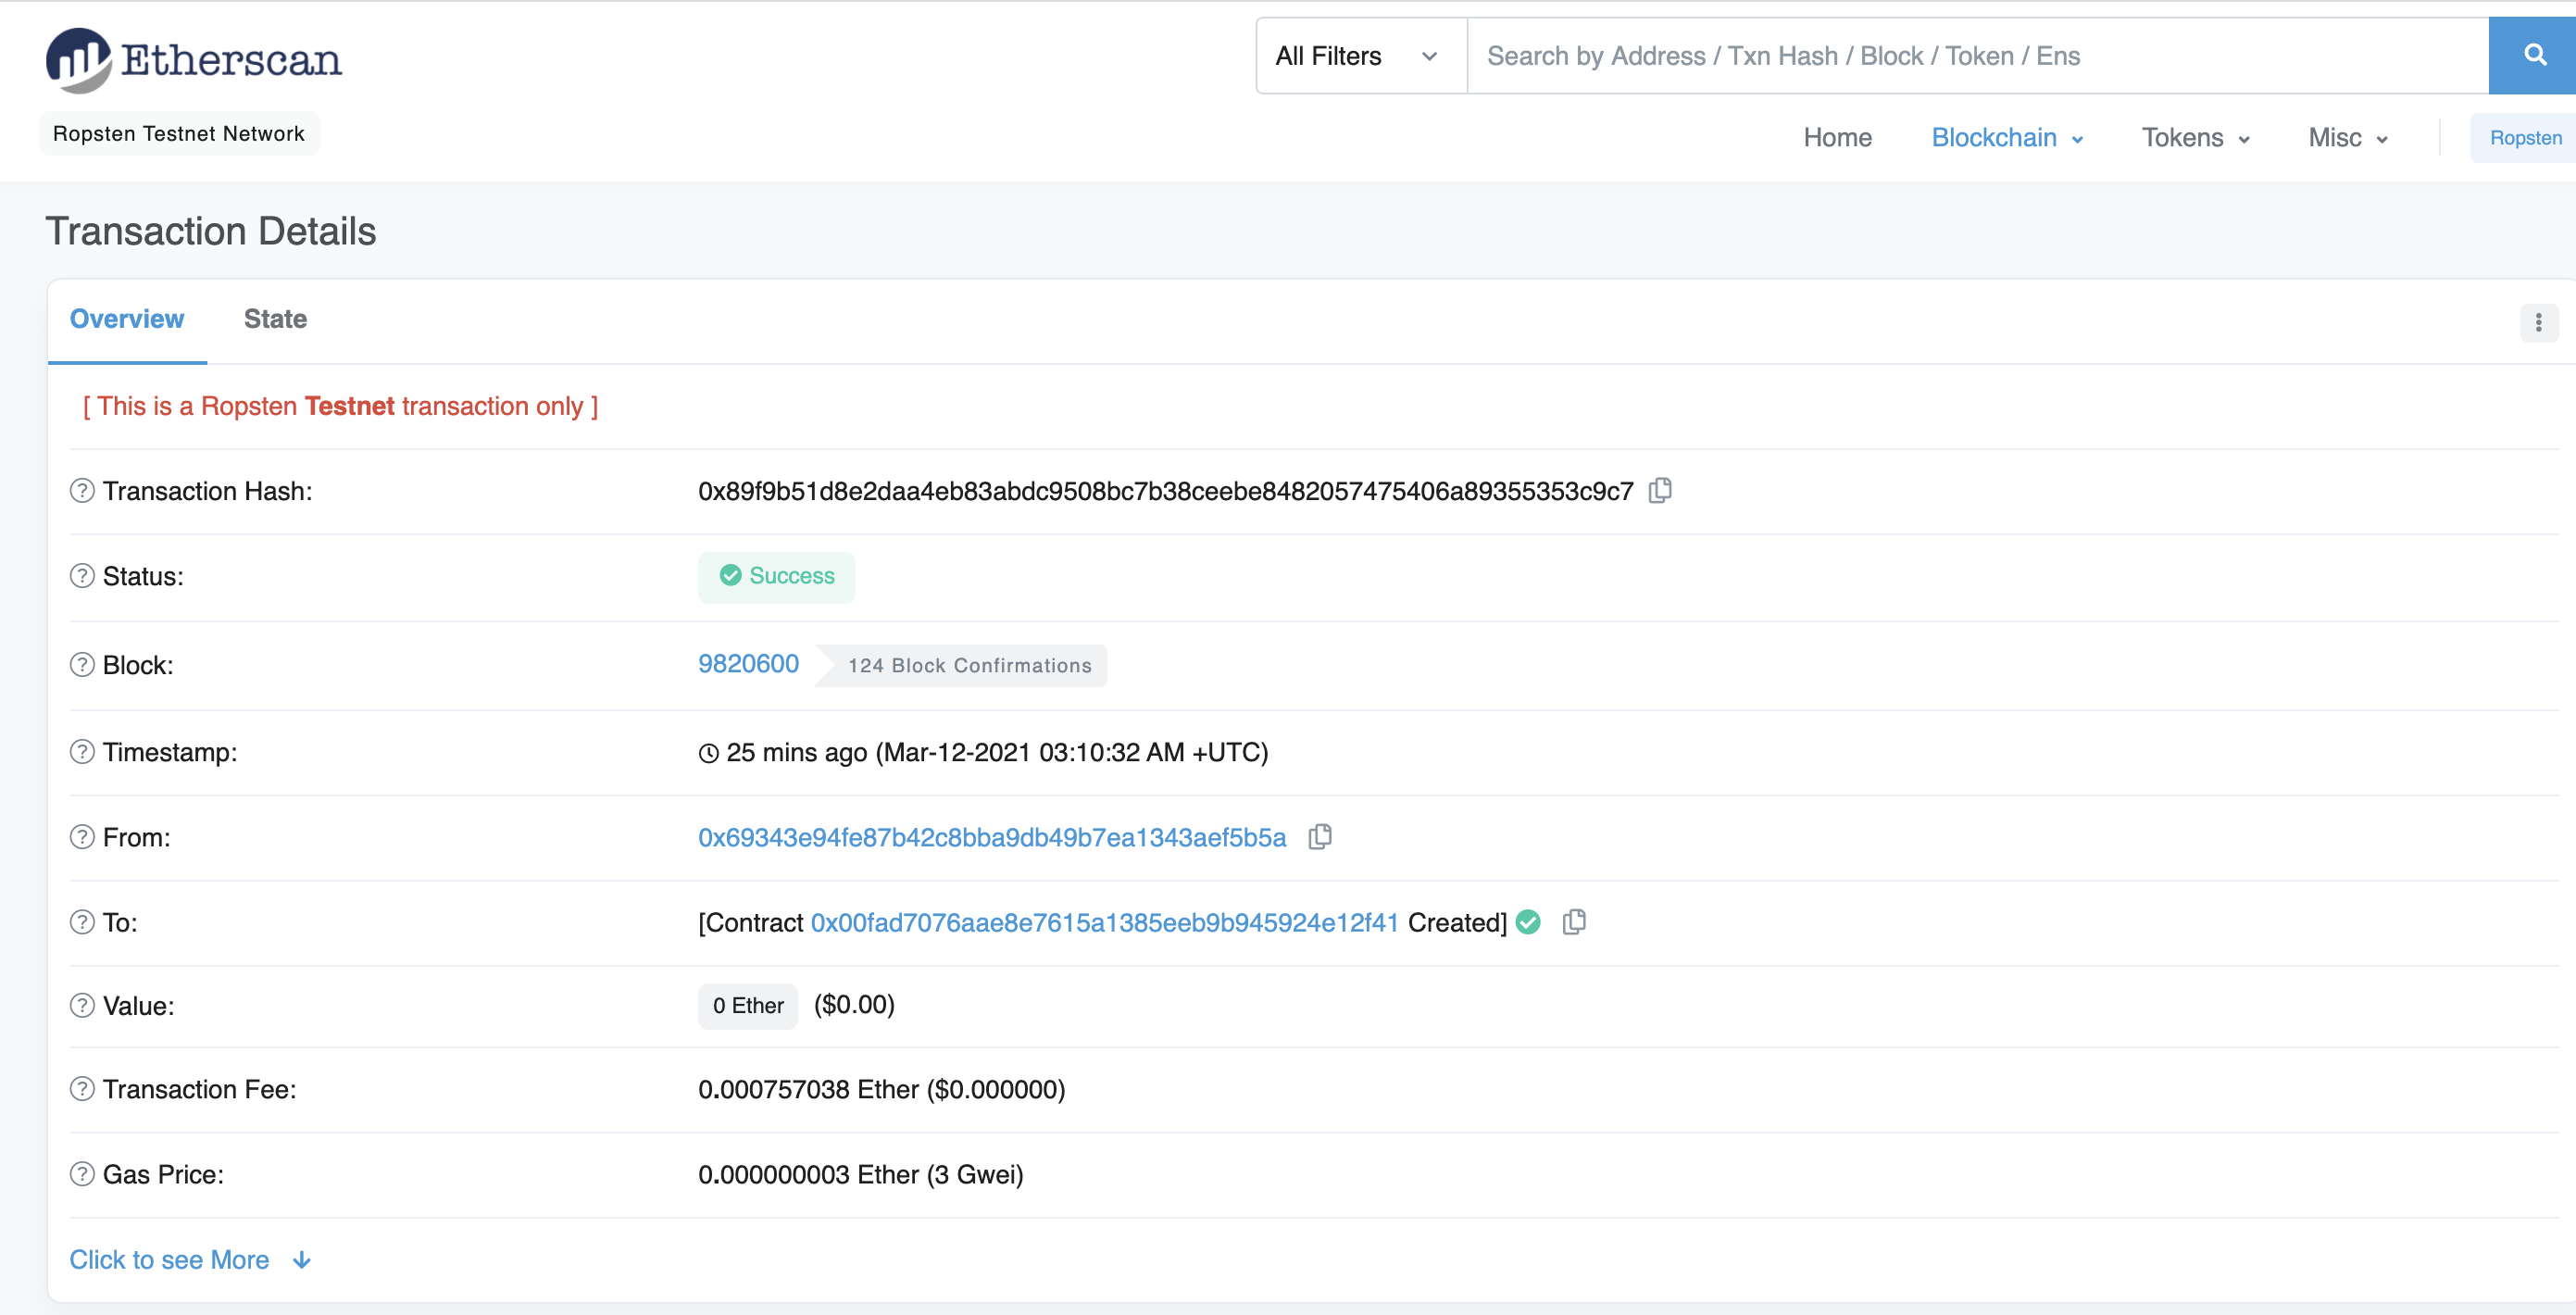 Etherscan
All Filters
Search by Address / Txn Hash / Block / Token / Ens
Ropsten Testnet Network
Home Blockchain Tokens Misc Ropsten
Transaction Details
Overview State
[ This is a Ropsten Testnet transaction only ]
Transaction Hash: 0x89f9b51d8e2daa4eb83abdc9508bc7b38ceebe8482057475406a89355353c9c7
Status: Success
Block: 9820600 124 Block Confirmations
Timestamp: 25 mins ago (Mar-12-2021 03:10:32 AM +UTC)
From: 0x69343e94fe87b42c8bba9db49b7ea1343aef5b5a
To: [Contract 0x00fad7076aae8e7615a1385eeb9b945924e12f41 Created]
Value: 0 Ether ($0.00)
Transaction Fee: 0.000757038 Ether ($0.000000)
Gas Price: 0.000000003 Ether (3 Gwei)
Click to see More